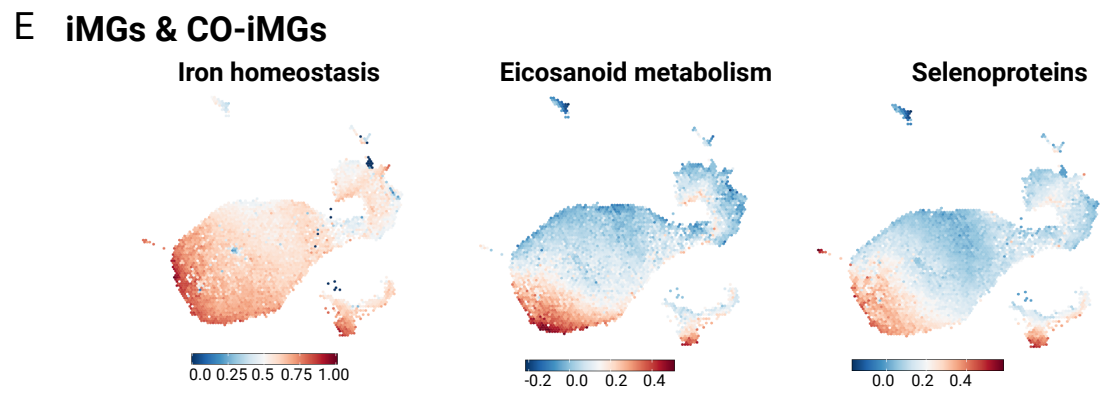 E iMGs & CO-iMGs
Iron homeostasis Eicosanoid metabolism Selenoproteins
0.0 0.25 0.5 0.75 1.00 -0.2 0.0 0.2 0.4 0.0 0.2 0.4